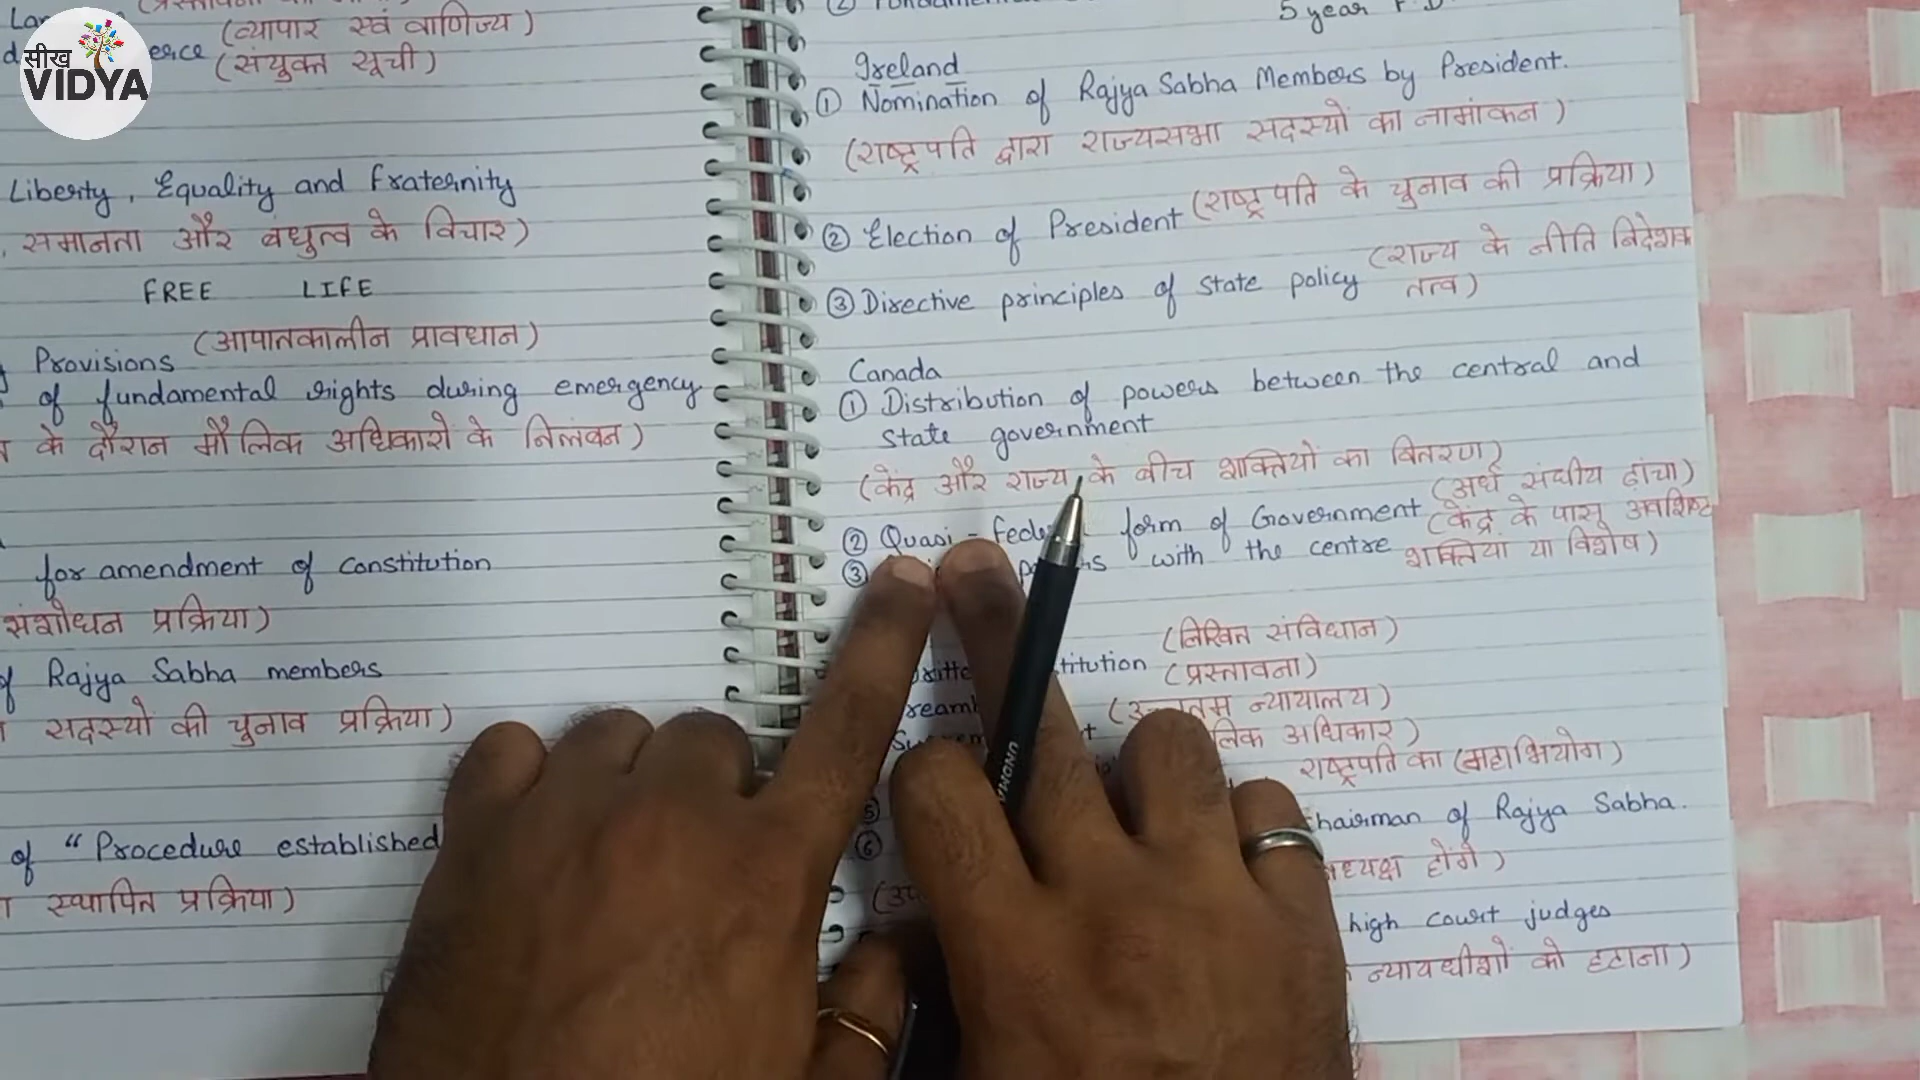 सीख
VIDYA
(व्यापार स्वं वाणिज्य)
(संयुक्त सूची)
Liberty, Equality and Fraternity
समानता और बंधुत्व के विचार)
FREE LIFE
(आपातकालीन प्रावधान)
Provisions
of fundamental rights during emergency
के दौरान मौलिक अधिकारो के निलंबन)
for amendment of constitution
संशोधन प्रक्रिया)
Rajya Sabha members
सदस्यो की चुनाव प्रक्रिया)
of "Procedure established
स्थापित प्रक्रिया)
5 year
Ireland
① Nomination of Rajya Sabha Members by President.
(राष्ट्रपति द्वारा राज्यसभा सदस्यों का नामांकन)
② Election of President (राष्ट्रपति के चुनाव की प्रक्रिया)
③ Directive principles of state policy (राज्य के नीति निदेशक
तत्व)
Canada
① Distribution of powers between the central and
state government
(केंद्र और राज्य के बीच शक्तियों का वितरण)
② Quasi - form of Government (अर्ध संघीय ढांचा)
③ with the centre (केंद्र के पास अवशिष्ट
शक्तियां या विशेष)
(लिखित संविधान)
(प्रस्तावना)
न्यायालय)
अधिकार)
राष्ट्रपति का (महाभियोग)
⑤
⑥
of Rajya Sabha.
होंगे)
high court judges
न्यायधीशों को हटाना)